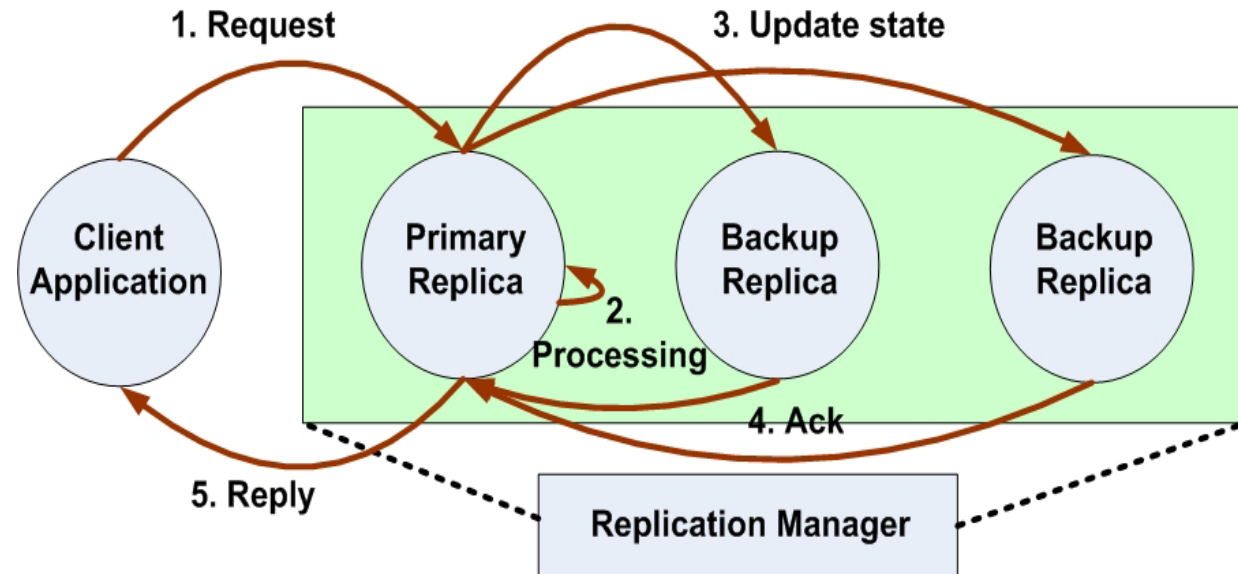 1. Request
3. Update state
Client
Application
Primary
Replica
Backup
Replica
Backup
Replica
2.
Processing
4. Ack
5. Reply
Replication Manager